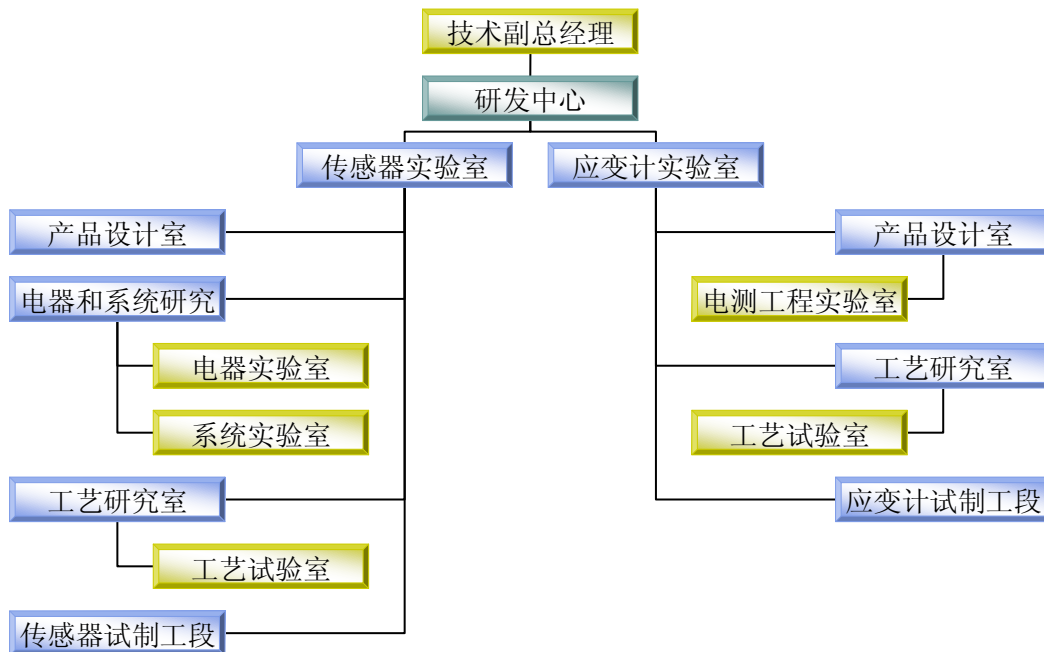 技术副总经理
研发中心
传感器实验室
应变计实验室
产品设计室
产品设计室
电器和系统研究
电测工程实验室
电器实验室
工艺研究室
系统实验室
工艺试验室
工艺研究室
应变计试制工段
工艺试验室
传感器试制工段